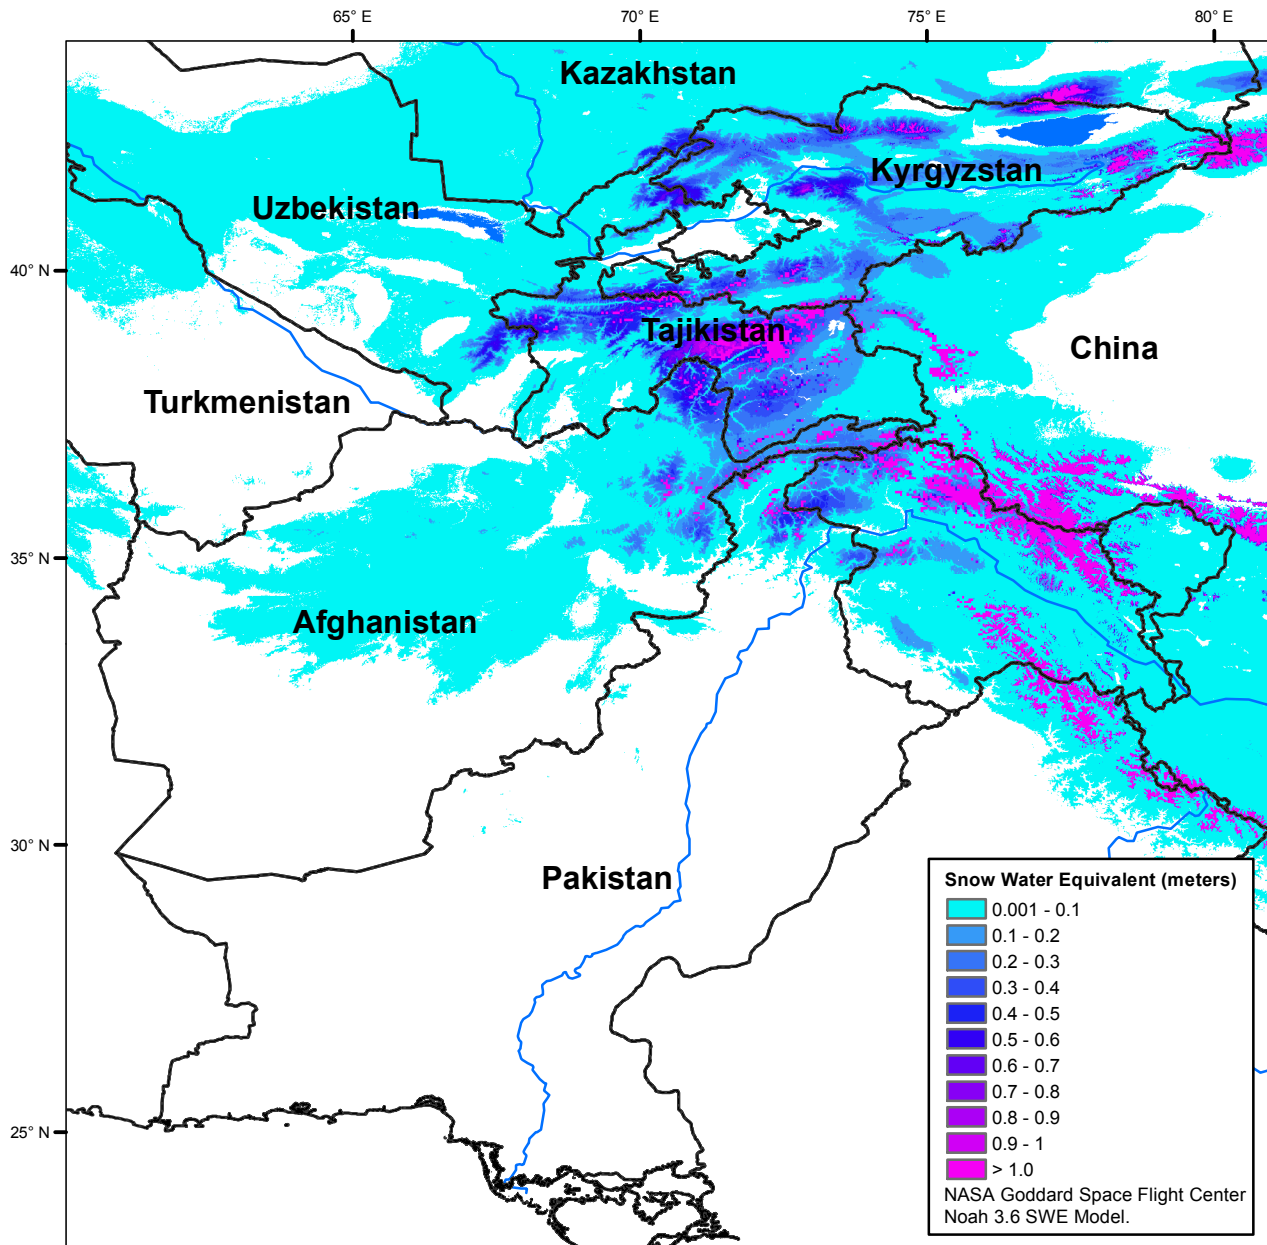 65° E
70° E
75° E
80° E
Kazakhstan
Kyrgyzstan
Uzbekistan
40° N
Tajikistan
China
Turkmenistan
35° N
Afghanistan
30° N
Pakistan
25° N
Snow Water Equivalent (meters)
0.001 - 0.1
0.1 - 0.2
0.2 - 0.3
0.3 - 0.4
0.4 - 0.5
0.5 - 0.6
0.6 - 0.7
0.7 - 0.8
0.8 - 0.9
0.9 - 1
> 1.0
NASA Goddard Space Flight Center
Noah 3.6 SWE Model.